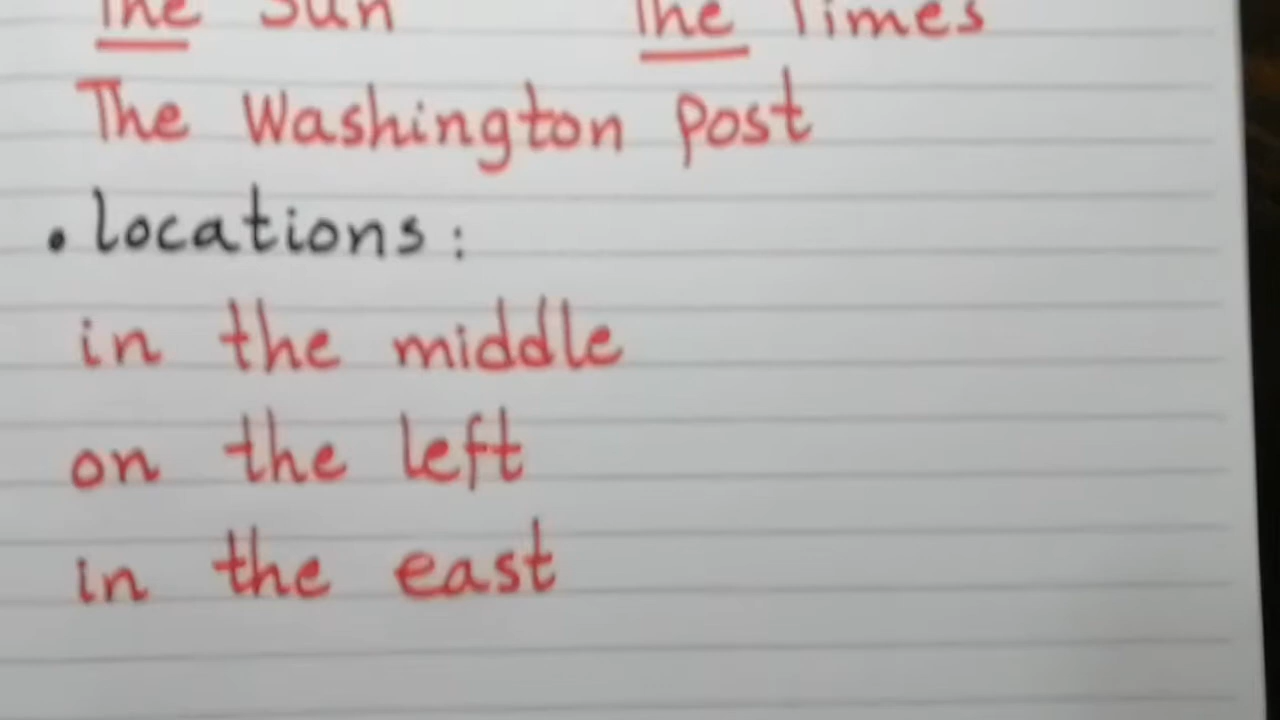 The Sun The Times
The Washington post
• locations :
in the middle
on the left
in the east